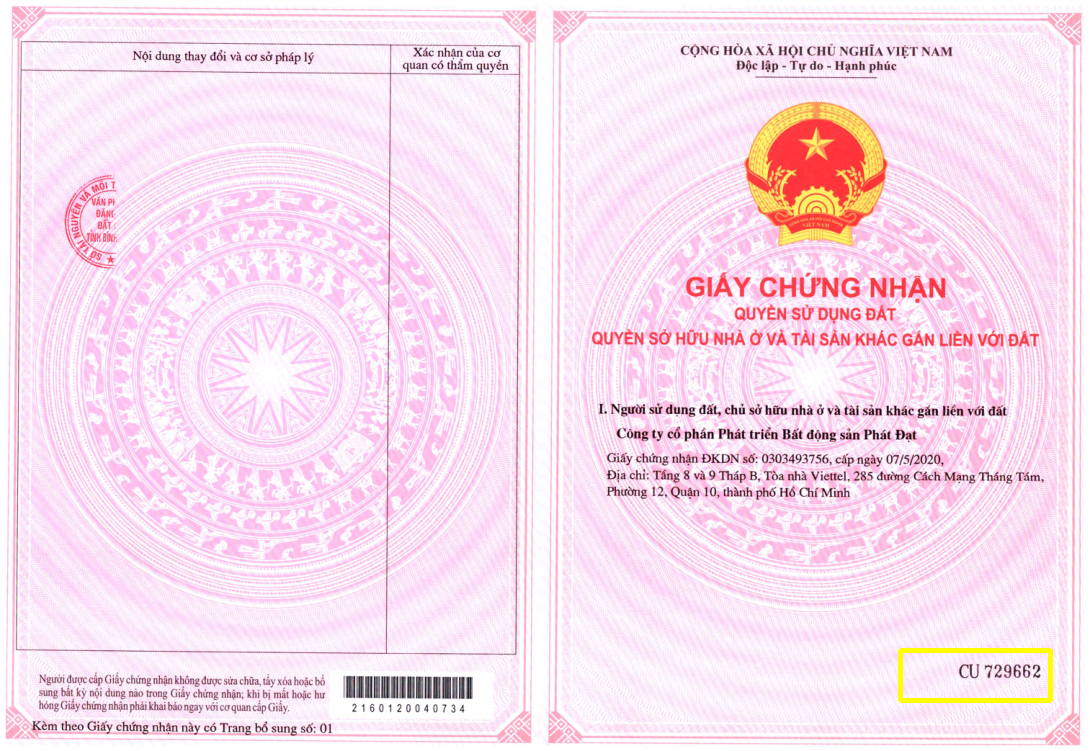 Nội dung thay đổi và cơ sở pháp lý
Xác nhận của cơ
quan có thẩm quyền
SỞ TÀI NGUYÊN VÀ MÔI T
VĂN PH
ĐĂNG
ĐẤT
TỈNH BÌNH
Người được cấp Giấy chứng nhận không được sửa chữa, tẩy xóa hoặc bổ
sung bất kỳ nội dung nào trong Giấy chứng nhận; khi bị mất hoặc hư
hỏng Giấy chứng nhận phải khai báo ngay với cơ quan cấp Giấy.
2160120040734
Kèm theo Giấy chứng nhận này có Trang bổ sung số: 01
CỘNG HÒA XÃ HỘI CHỦ NGHĨA VIỆT NAM
Độc lập - Tự do - Hạnh phúc
VIỆT NAM
GIẤY CHỨNG NHẬN
QUYỀN SỬ DỤNG ĐẤT
QUYỀN SỞ HỮU NHÀ Ở VÀ TÀI SẢN KHÁC GẮN LIỀN VỚI ĐẤT
I. Người sử dụng đất, chủ sở hữu nhà ở và tài sản khác gắn liền với đất
Công ty cổ phần Phát triển Bất động sản Phát Đạt
Giấy chứng nhận ĐKDN số: 0303493756, cấp ngày 07/5/2020,
Địa chỉ: Tầng 8 và 9 Tháp B, Tòa nhà Viettel, 285 đường Cách Mạng Tháng Tám,
Phường 12, Quận 10, thành phố Hồ Chí Minh
CU 729662